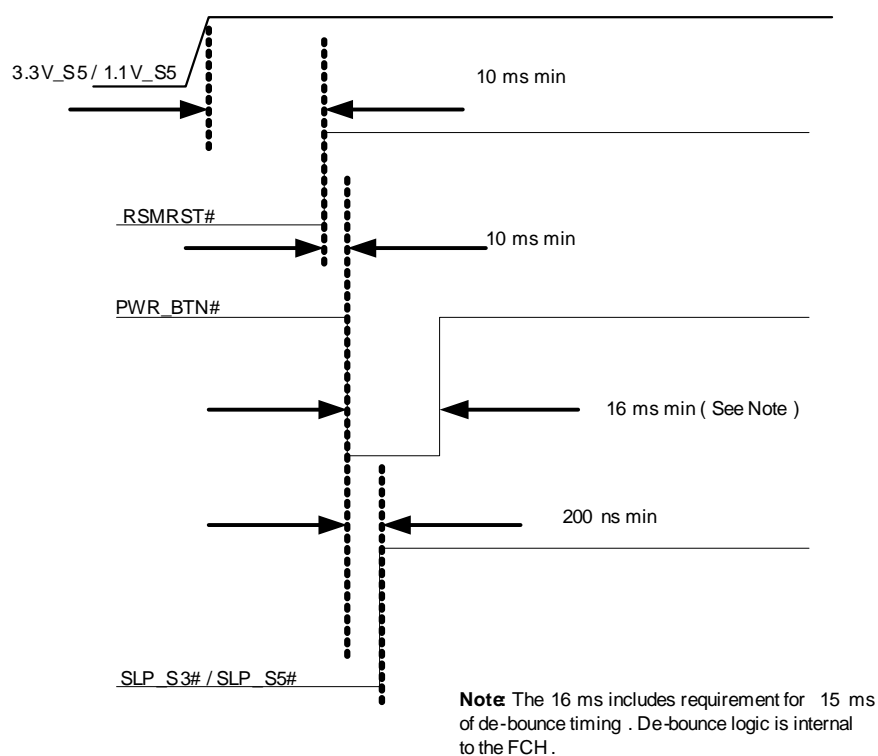 3.3V_S5 / 1.1V_S5
10 ms min
RSMRST#
10 ms min
PWR_BTN#
16 ms min ( See Note )
200 ns min
SLP_S3# / SLP_S5#
Note: The 16 ms includes requirement for 15 ms
of de-bounce timing . De-bounce logic is internal
to the FCH .